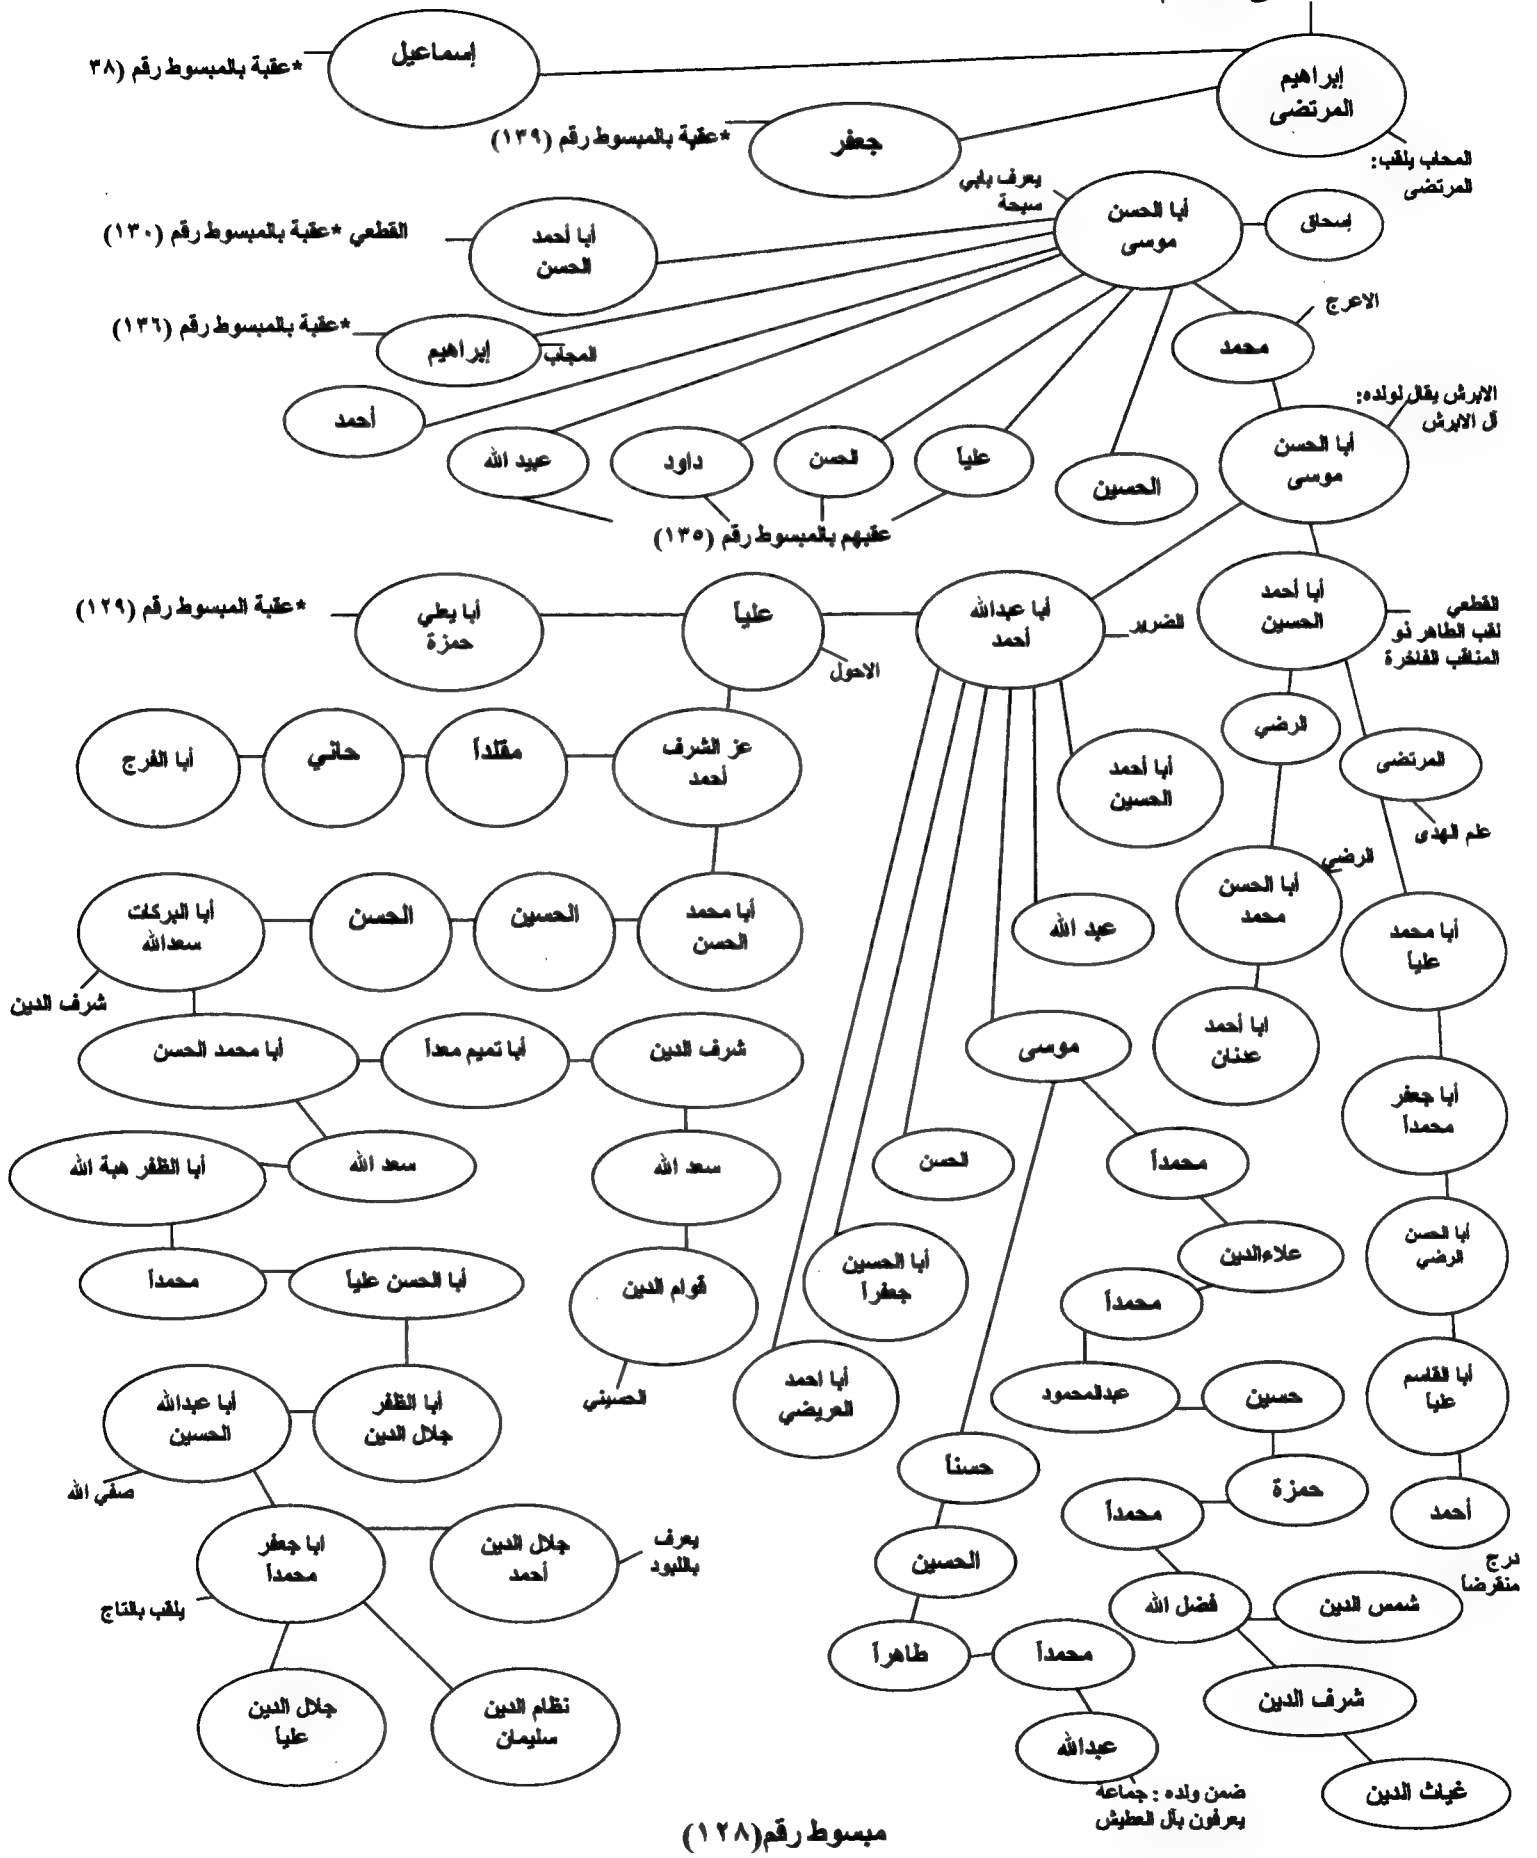 إسماعيل
*عقبة بالمبسوط رقم (٣٨
إبراهيم
المرتضى
المحاب يلقب:
المرتضى
جعفر
*عقبة بالمبسوط رقم (١٣٩)
يعرف بابي
سبحة
أبا الحسن
موسى
إسحاق
أبا أحمد
الحسن
القطعي *عقبة بالمبسوط رقم (١٣٠)
الاعرج
محمد
إبراهيم
المجاب
*عقبة بالمبسوط رقم (١٣٦)
أحمد
عبيد الله
داود
الحسن
علياً
الحسين
عقبهم بالمبسوط رقم (١٣٥)
الابرش يقال لولده:
آل الابرش
أبا الحسن
موسى
أبا أحمد
الحسين
القطعي
لقب الطاهر ذو
المناقب الفاخرة
أبا عبدالله
أحمد
الضرير
علياً
الاحول
أبا يعلي
حمزة
*عقبة المبسوط رقم (١٢٩)
الرضي
المرتضى
علم الهدى
أبا أحمد
الحسين
عز الشرف
أحمد
مقلداً
حاني
أبا الفرج
الرضي
أبا الحسن
محمد
أبا محمد
علياً
عبد الله
أبا محمد
الحسن
الحسين
الحسن
أبا البركات
سعدالله
شرف الدين
ابا أحمد
عدنان
موسى
شرف الدين
أبا تميم معداً
أبا محمد الحسن
أبا جعفر
محمداً
محمداً
الحسن
سعد الله
سعد الله
أبا الظفر هبة الله
أبا الحسن
الرضي
علاءالدين
أبا الحسين
جعفراً
قوام الدين
الحسيني
أبا الحسن علياً
محمداً
محمداً
أبا القاسم
علياً
حسين
عبدالمحمود
أبا احمد
العريضي
أبا الظفر
جلال الدين
أبا عبدالله
الحسين
صفي الله
حسناً
حمزة
محمداً
أحمد
درج
منقرضاً
الحسين
يعرف
باللبود
جلال الدين
أحمد
ابا جعفر
محمداً
يلقب بالتاج
شمس الدين
فضل الله
محمداً
طاهراً
شرف الدين
نظام الدين
سليمان
جلال الدين
علياً
عبدالله
غياث الدين
ضمن ولده : جماعة
يعرفون بآل العطيش
مبسوط رقم(١٢٨)